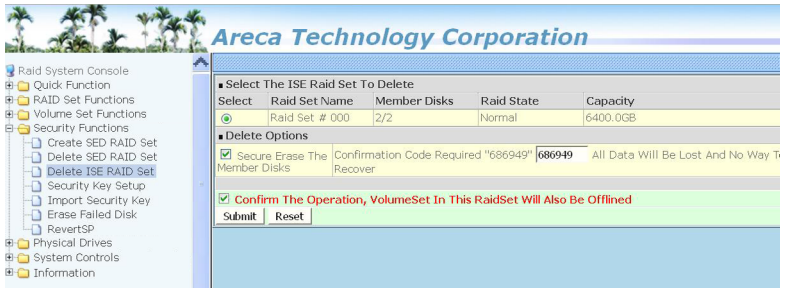 Areca Technology Corporation
Raid System Console
Quick Function
RAID Set Functions
Volume Set Functions
Security Functions
Create SED RAID Set
Delete SED RAID Set
Delete ISE RAID Set
Security Key Setup
Import Security Key
Erase Failed Disk
RevertSP
Physical Drives
System Controls
Information
Select The ISE Raid Set To Delete
Select Raid Set Name Member Disks Raid State Capacity
Raid Set # 000 2/2 Normal 6400.0GB
Delete Options
Secure Erase The Confirmation Code Required "686949" 686949 All Data Will Be Lost And No Way T
Member Disks Recover
Confirm The Operation, VolumeSet In This RaidSet Will Also Be Offlined
Submit Reset